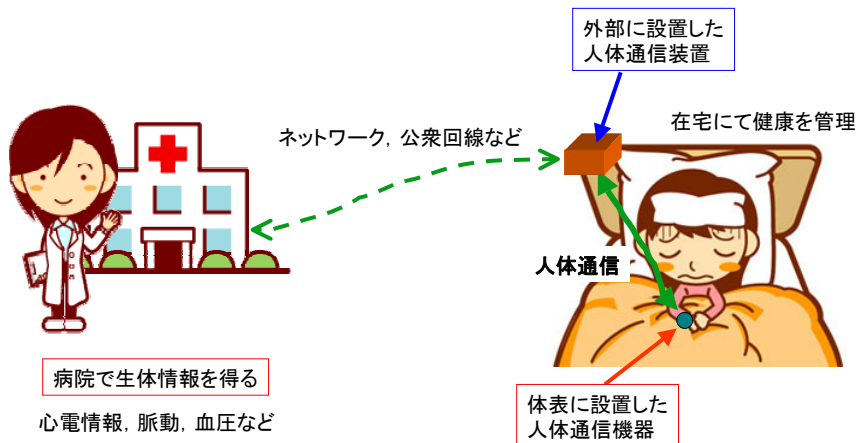 外部に設置した
人体通信装置
在宅にて健康を管理
ネットワーク，公衆回線など
人体通信
病院で生体情報を得る
心電情報，脈動，血圧など
体表に設置した
人体通信機器